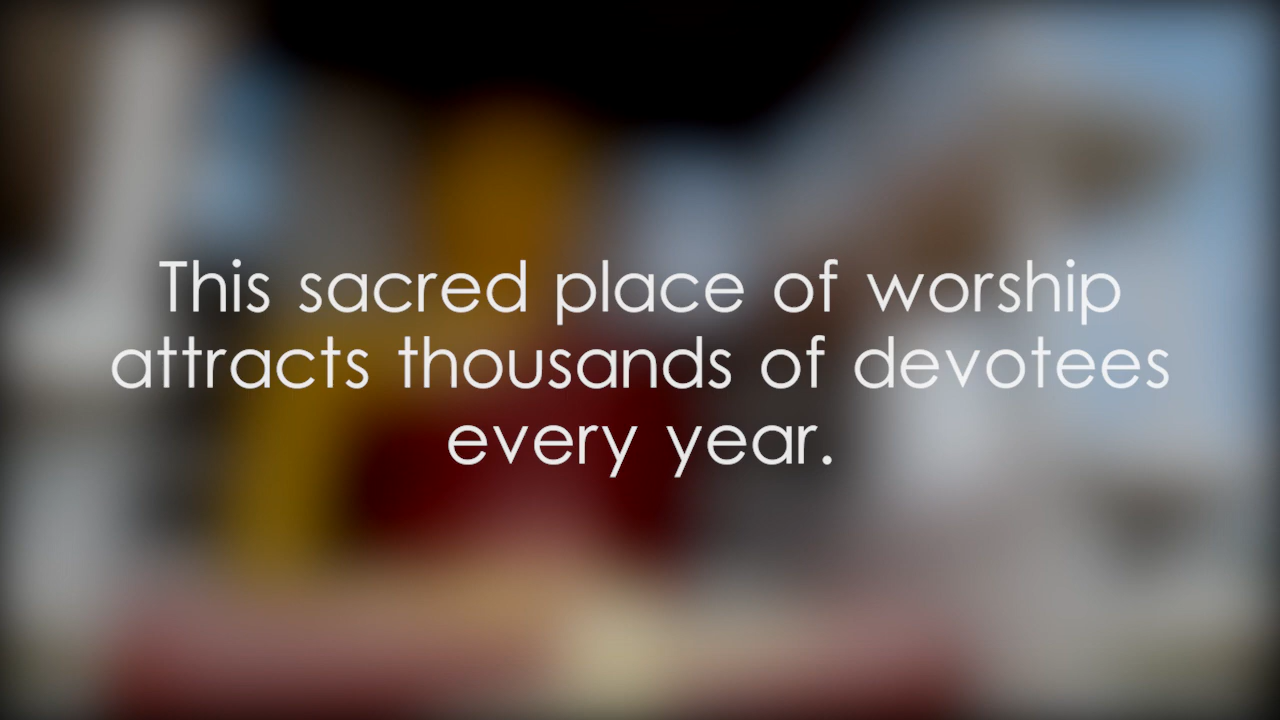 This sacred place of worship
attracts thousands of devotees
every year.